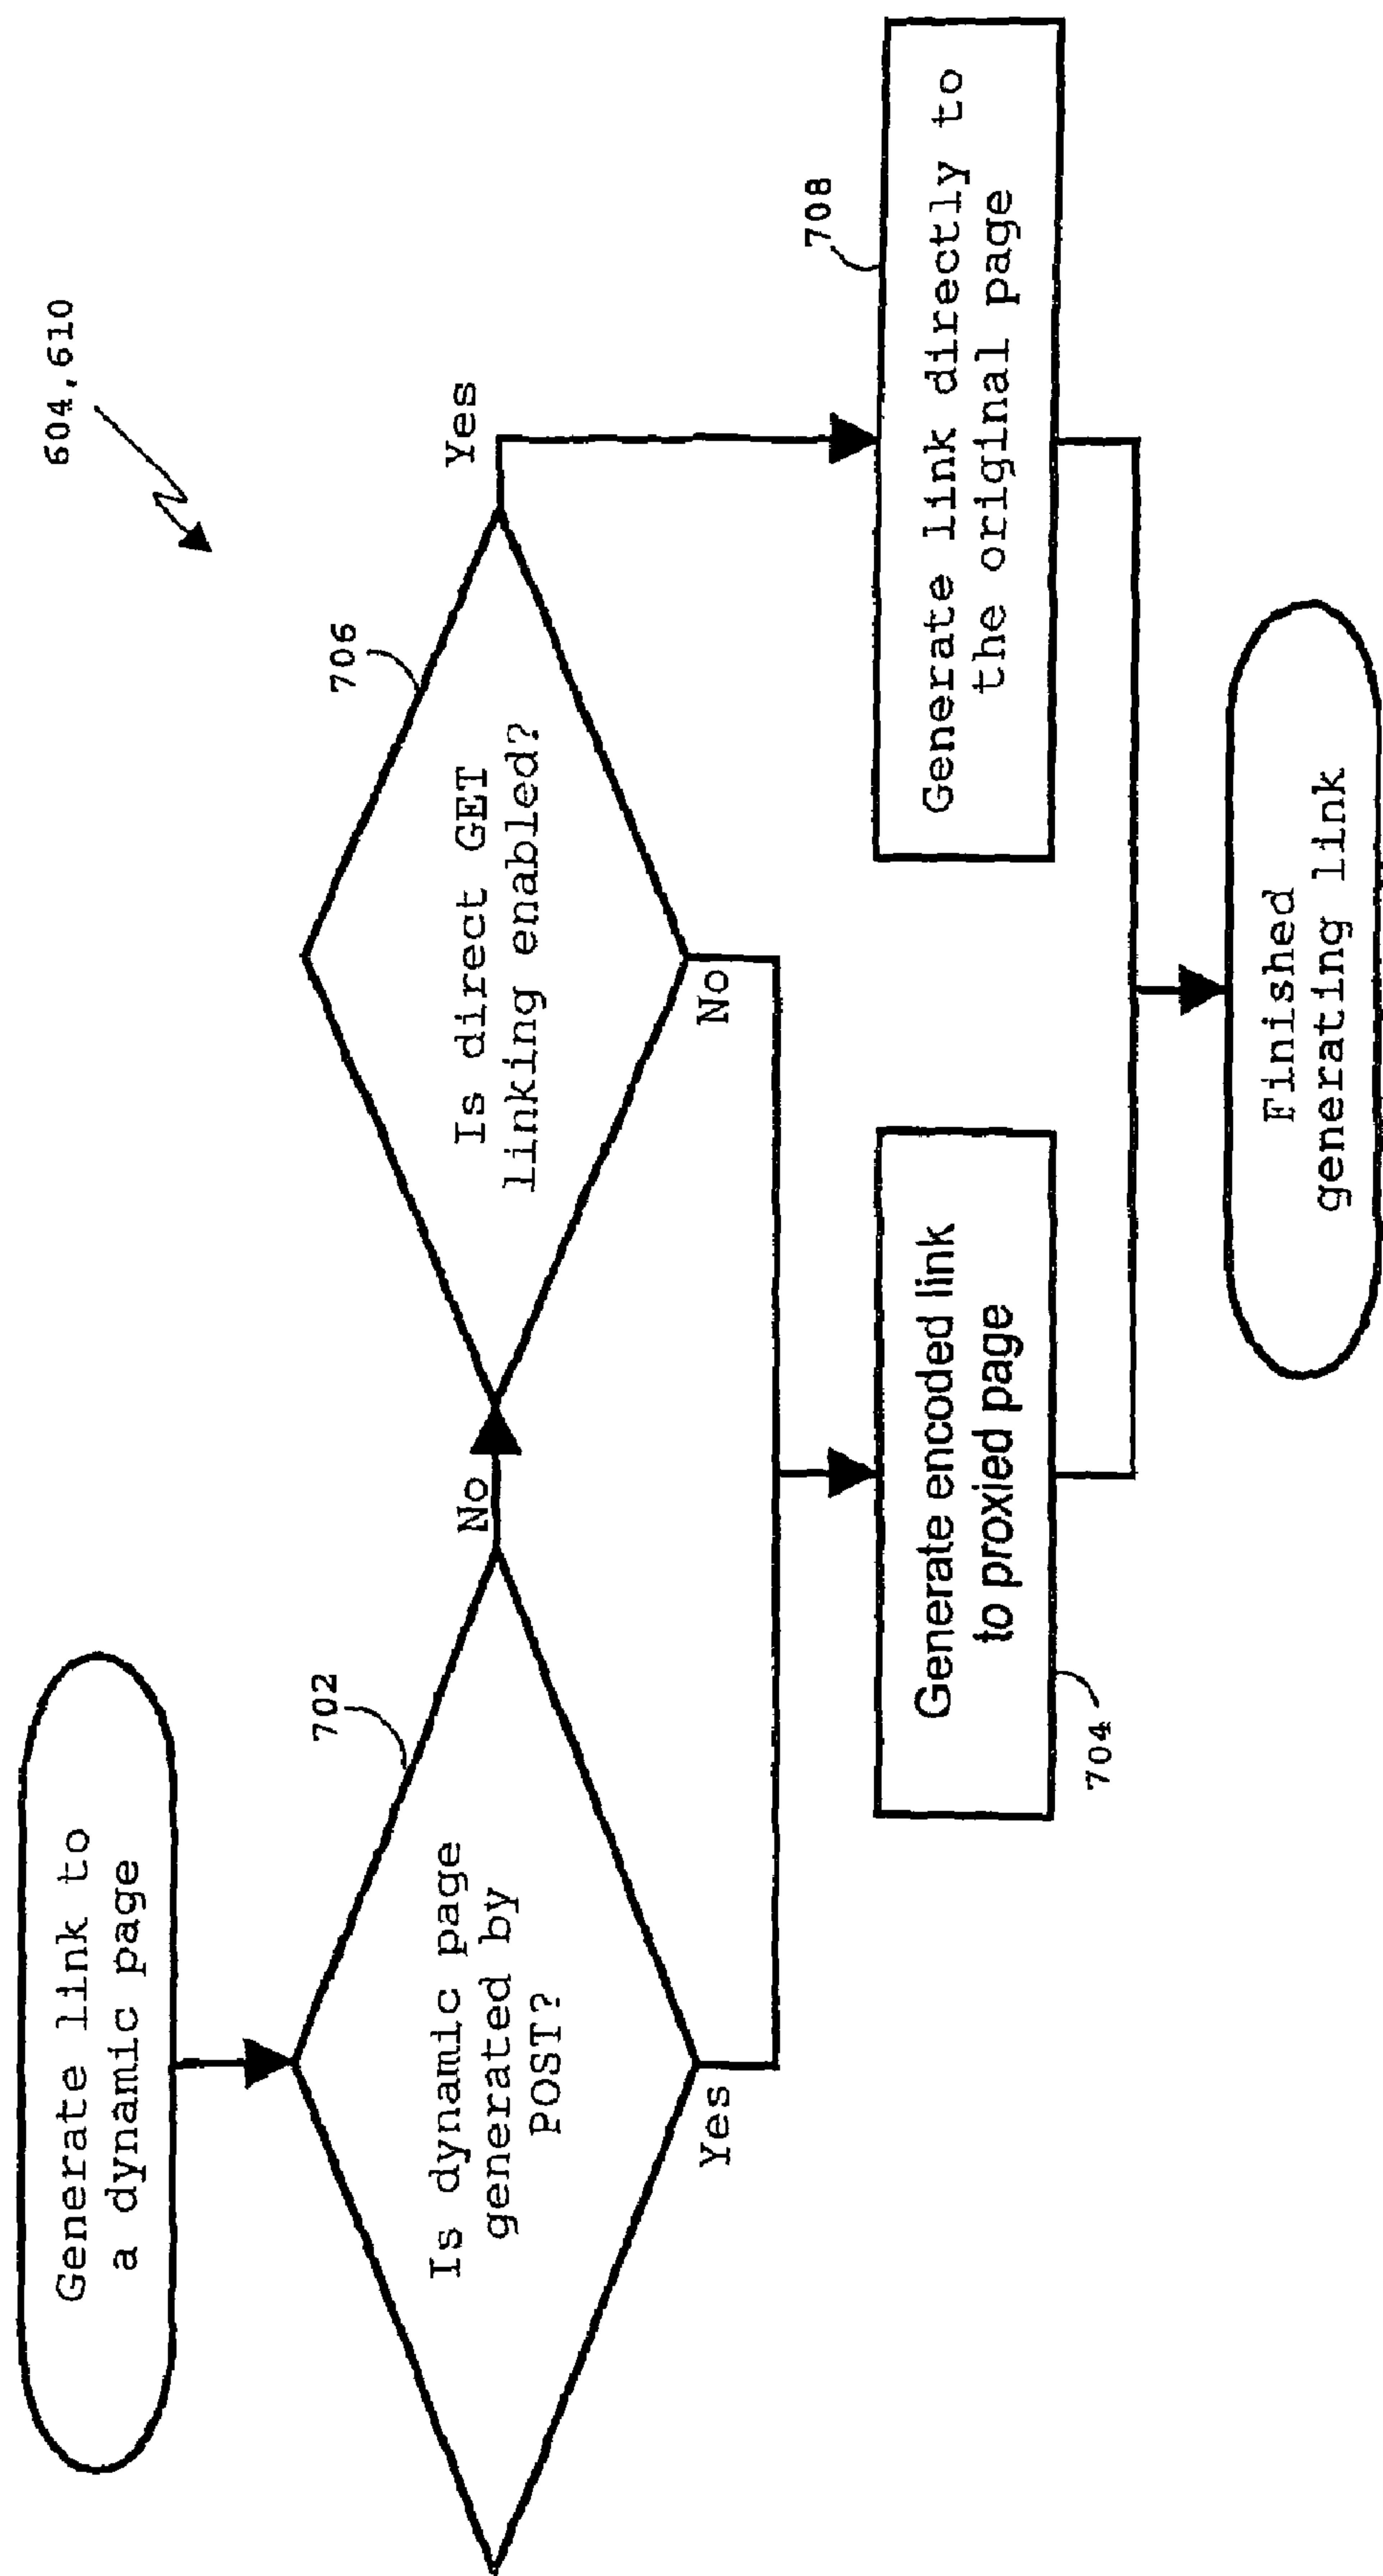 604,610
Generate link to
a dynamic page
702
Is dynamic page
generated by
POST?
No
Yes
706
Is direct GET
linking enabled?
Yes
No
Generate encoded link
to proxied page
704
708
Generate link directly to
the original page
Finished
generating link